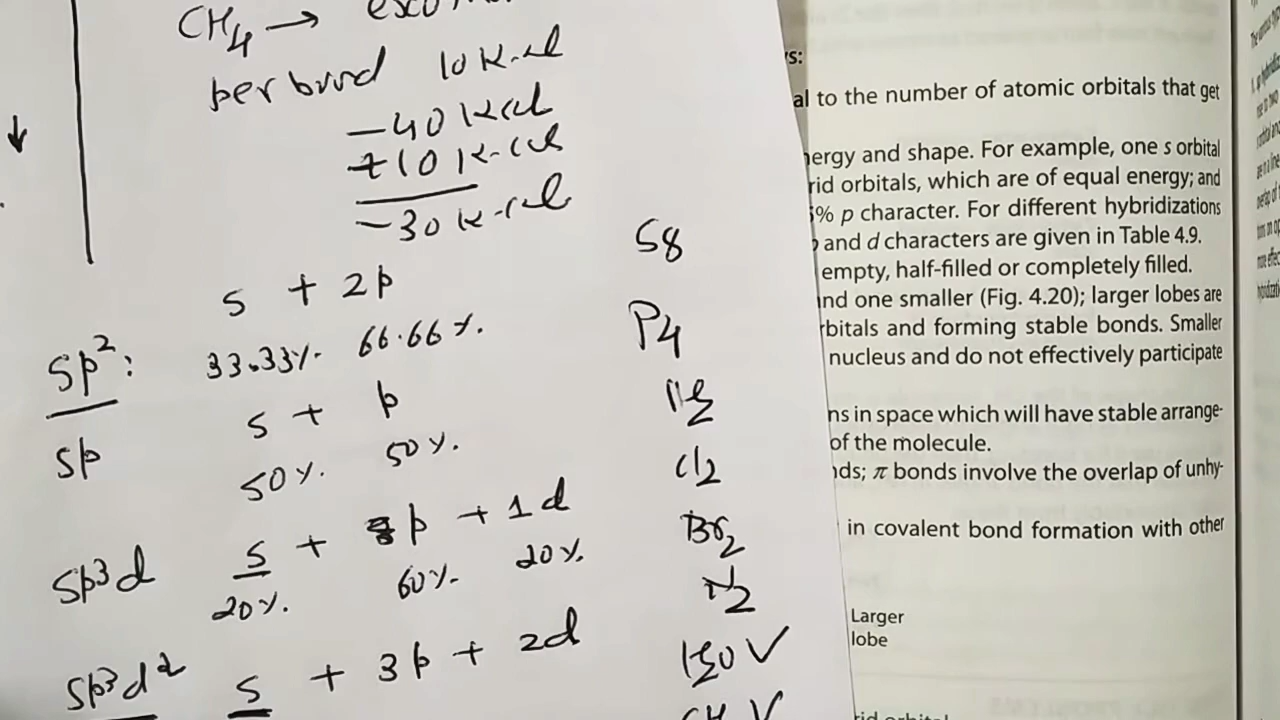 CH4 →
per bond 10 K-cal
-40 Kcal
+10 K-cal
-30 K-cal
s + 2p
sp²: 33.33%. 66.66%.
s + p
sp 50%. 50%.
sp³d s + p + 1d
20%. 60%. 20%.
sp³d² s + 3p + 2d
S8
P4
Cl2
Br2
N2
s:
al to the number of atomic orbitals that get
ergy and shape. For example, one s orbital
rid orbitals, which are of equal energy; and
% p character. For different hybridizations
and d characters are given in Table 4.9.
empty, half-filled or completely filled.
nd one smaller (Fig. 4.20); larger lobes are
rbitals and forming stable bonds. Smaller
nucleus and do not effectively participate
ns in space which will have stable arrange-
of the molecule.
nds; π bonds involve the overlap of unhy-
in covalent bond formation with other
Larger
lobe